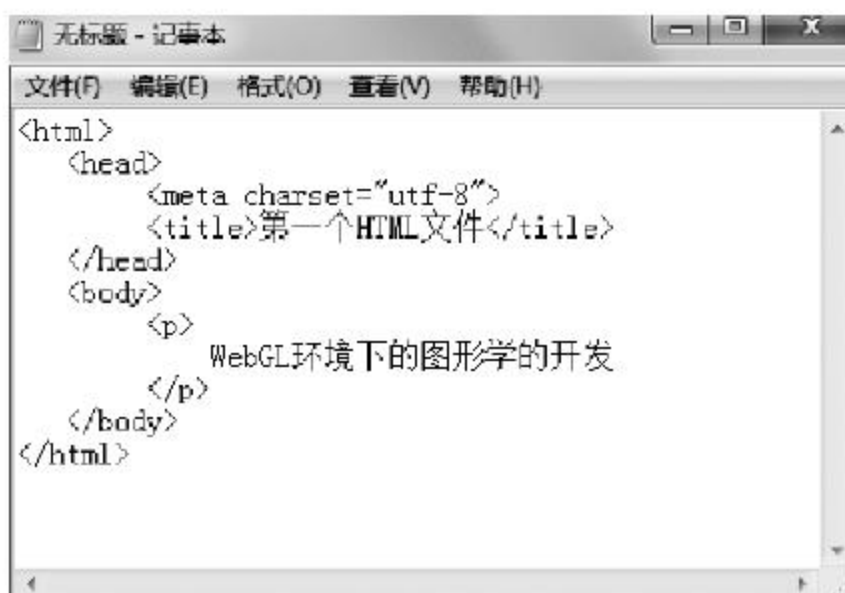 无标题 - 记事本
文件(F) 编辑(E) 格式(O) 查看(V) 帮助(H)
<html>
<head>
<meta charset="utf-8">
<title>第一个HTML文件</title>
</head>
<body>
<p>
WebGL环境下的图形学的开发
</p>
</body>
</html>